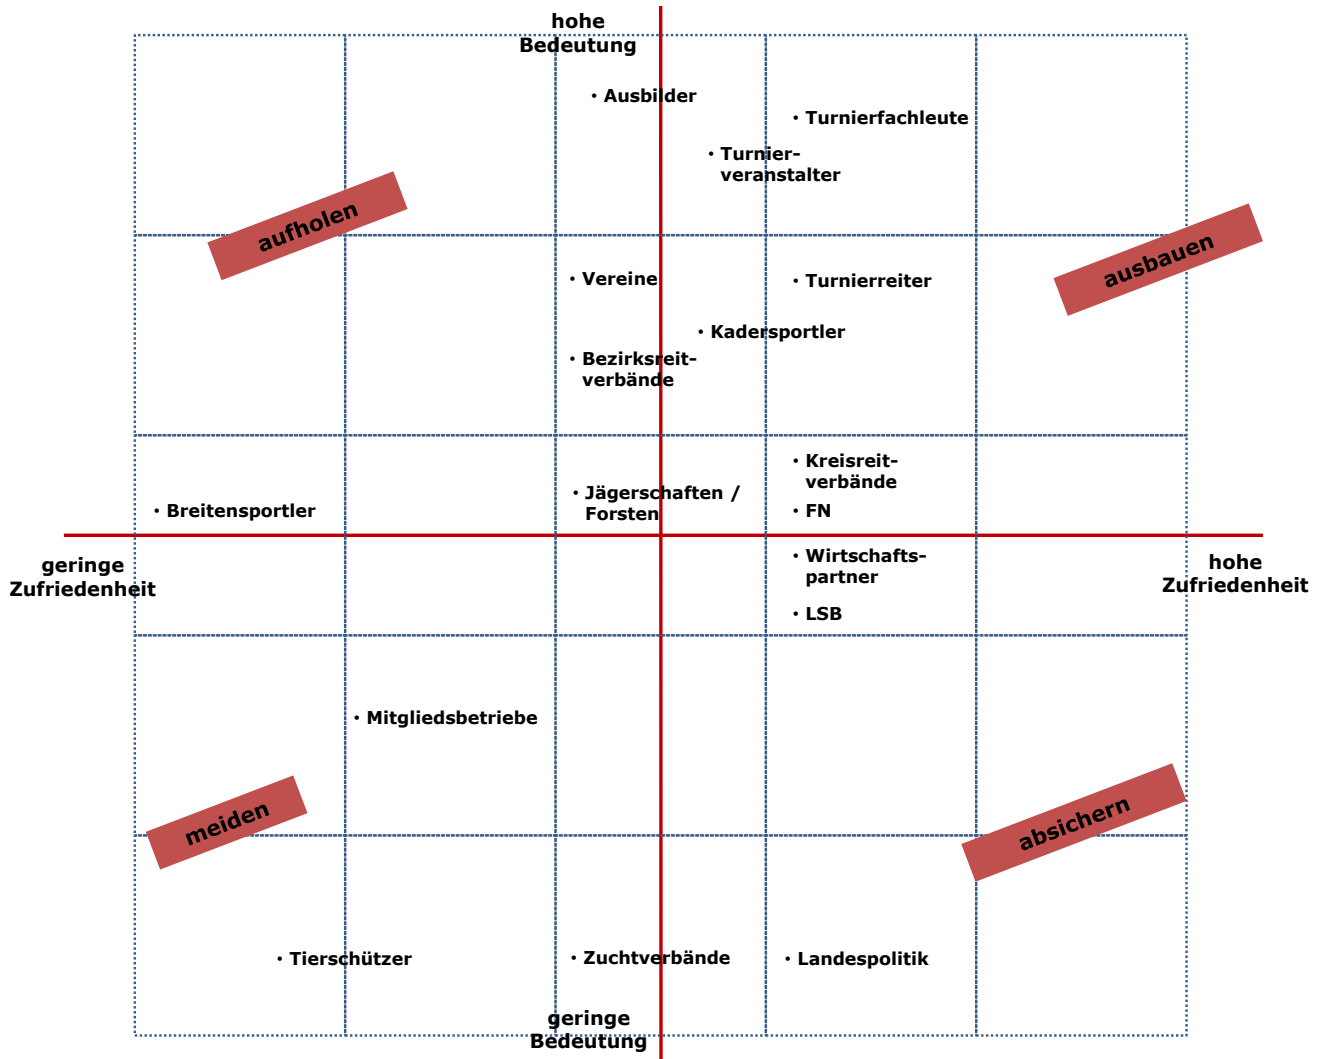 hohe
Bedeutung
• Ausbilder
• Turnierfachleute
• Turnier-
veranstalter
aufholen
ausbauen
• Vereine
• Turnierreiter
• Kadersportler
• Bezirksreit-
verbände
• Kreisreit-
verbände
• Jägerschaften /
Forsten
• Breitensportler
• FN
geringe
Zufriedenheit
hohe
Zufriedenheit
• Wirtschafts-
partner
• LSB
• Mitgliedsbetriebe
meiden
absichern
• Tierschützer
• Zuchtverbände
• Landespolitik
geringe
Bedeutung